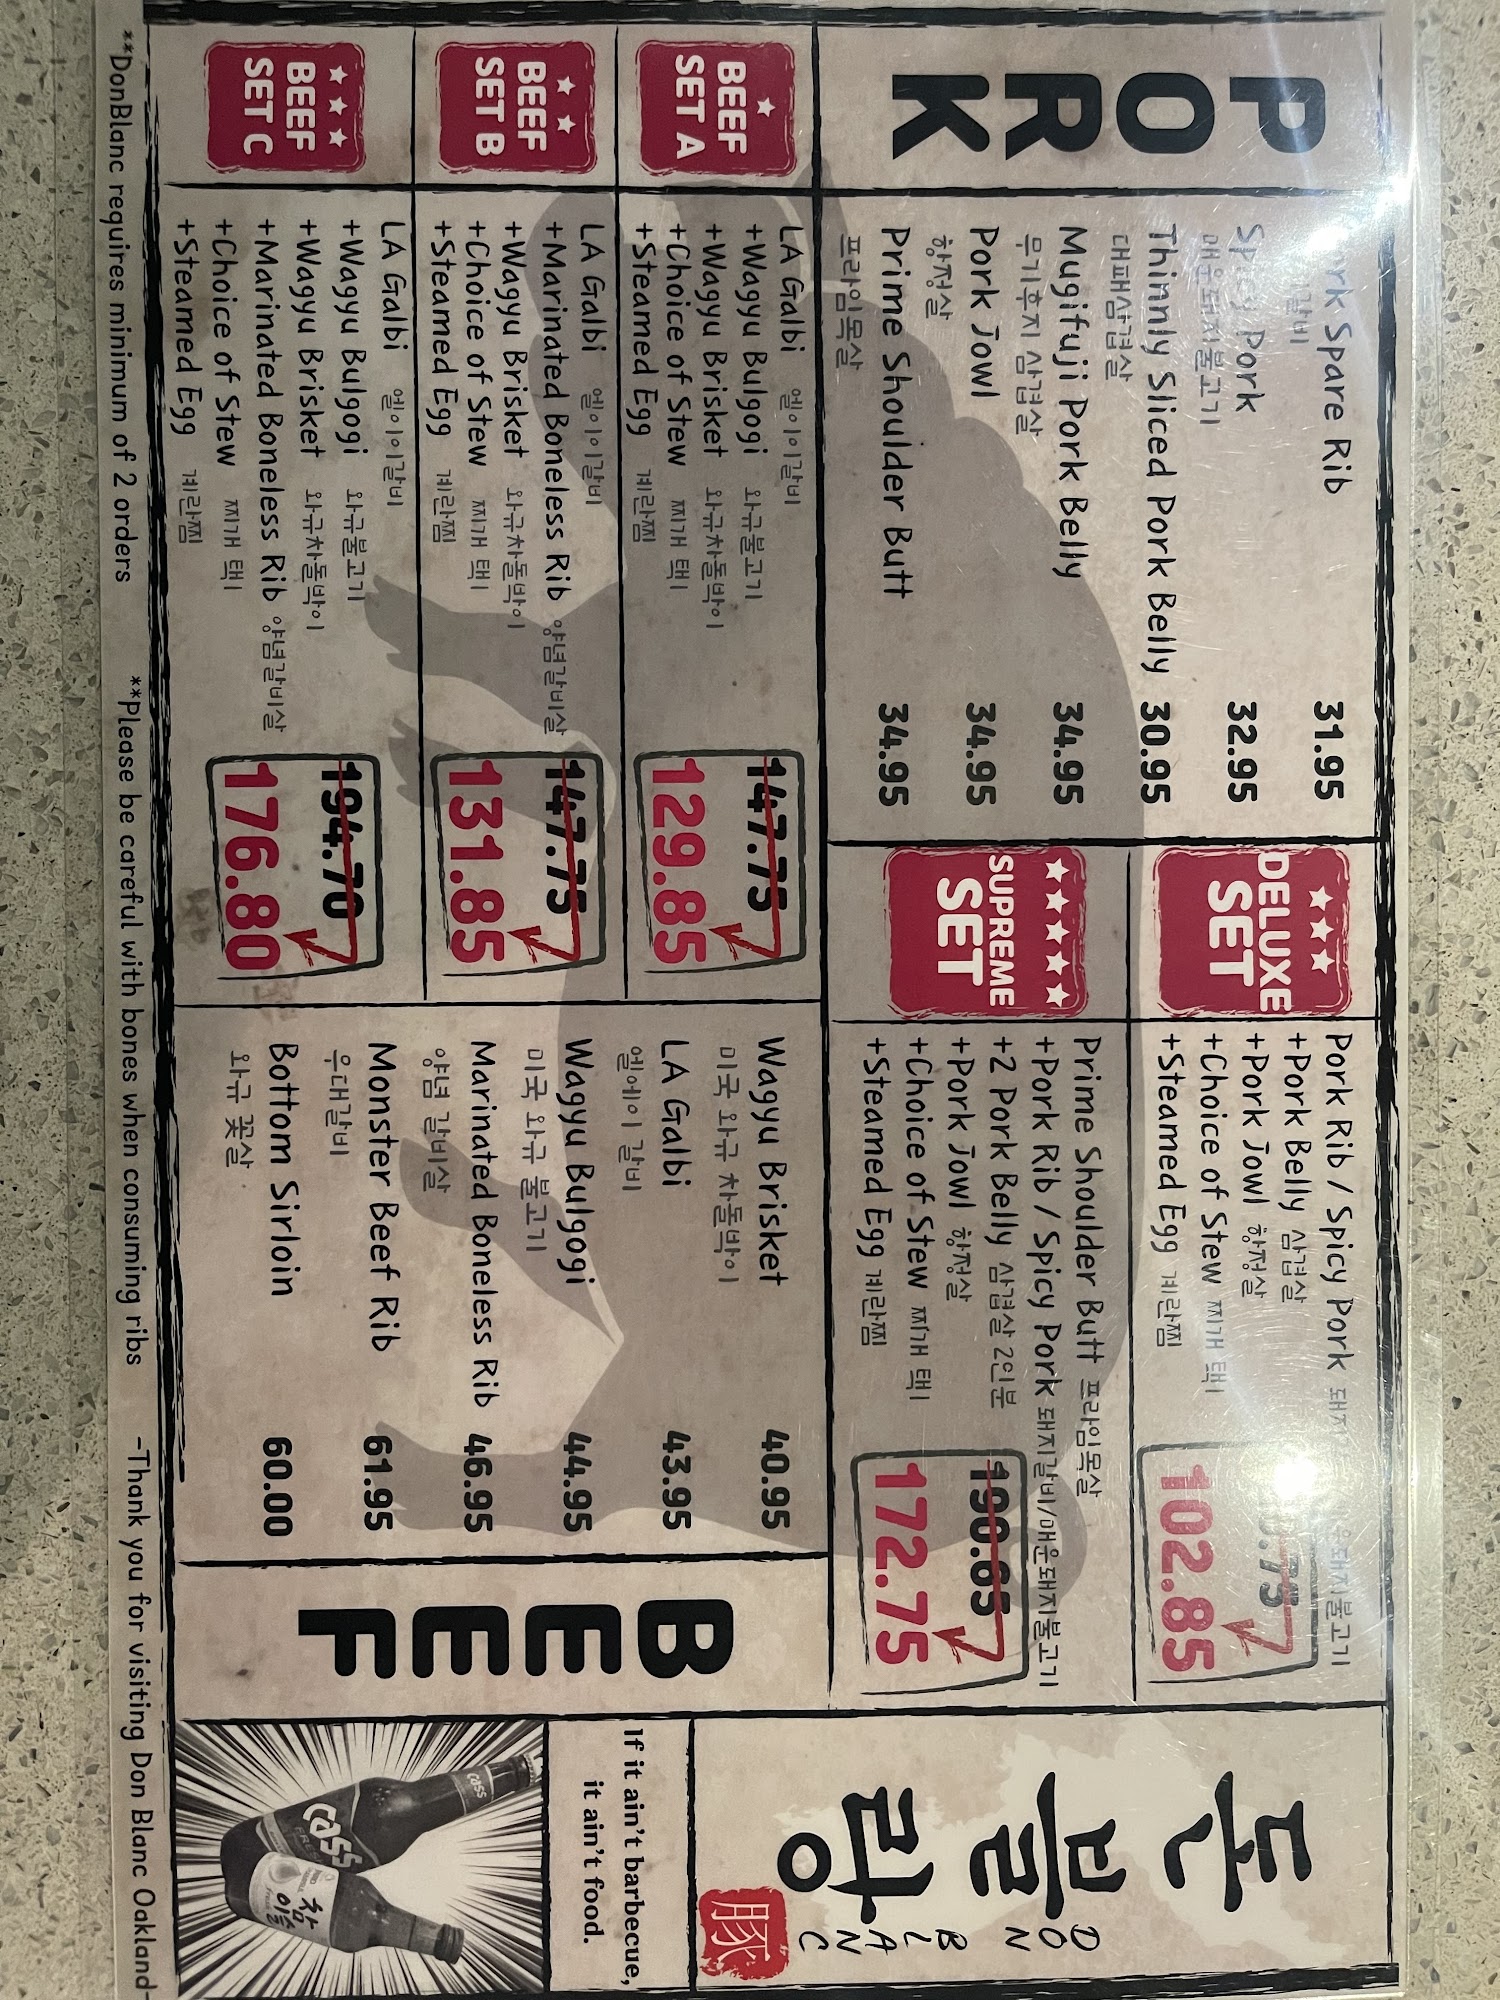 PORK
Spare Rib 31.95
갈비
Spicy Pork 32.95
매운돼지불고기
Thinnly Sliced Pork Belly 30.95
대패삼겹살
Mugifuji Pork Belly 34.95
무기후지 삼겹살
Pork Jowl 34.95
항정살
Prime Shoulder Butt 34.95
프라임목살
DELUXE
SET
Pork Rib / Spicy Pork
+Pork Belly 삼겹살
+Pork Jowl 항정살
+Choice of Stew 찌개 택1
+Steamed Egg 계란찜
102.85
SUPREME
SET
Prime Shoulder Butt 프라임목살
+Pork Rib / Spicy Pork 돼지갈비/매운돼지불고기
+2 Pork Belly 삼겹살 2인분
+Pork Jowl 항정살
+Choice of Stew 찌개 택1
+Steamed Egg 계란찜
190.65
172.75
BEEF
SET A
LA Galbi 엘에이갈비
+Wagyu Bulgogi 와규불고기
+Wagyu Brisket 와규차돌박이
+Choice of Stew 찌개 택1
+Steamed Egg 계란찜
147.75
129.85
BEEF
SET B
LA Galbi 엘에이갈비
+Marinated Boneless Rib 양념갈비살
+Wagyu Brisket 와규차돌박이
+Choice of Stew 찌개 택1
+Steamed Egg 계란찜
147.75
131.85
BEEF
SET C
LA Galbi 엘에이갈비
+Wagyu Bulgogi 와규불고기
+Wagyu Brisket 와규차돌박이
+Marinated Boneless Rib 양념갈비살
+Choice of Stew 찌개 택1
+Steamed Egg 계란찜
194.70
176.80
Wagyu Brisket 40.95
미국 와규 차돌박이
LA Galbi 43.95
엘에이 갈비
Wagyu Bulgogi 44.95
미국 와규 불고기
Marinated Boneless Rib 46.95
양념 갈비살
Monster Beef Rib 61.95
우대갈비
Bottom Sirloin 60.00
와규 꽃살
BEEF
돈블랑
DON
BLANC
豚
If it ain't barbecue,
it ain't food.
Cass
Cass
FRESH
참이슬
**DonBlanc requires minimum of 2 orders **Please be careful with bones when consuming ribs -Thank you for visiting Don Blanc Oakland-